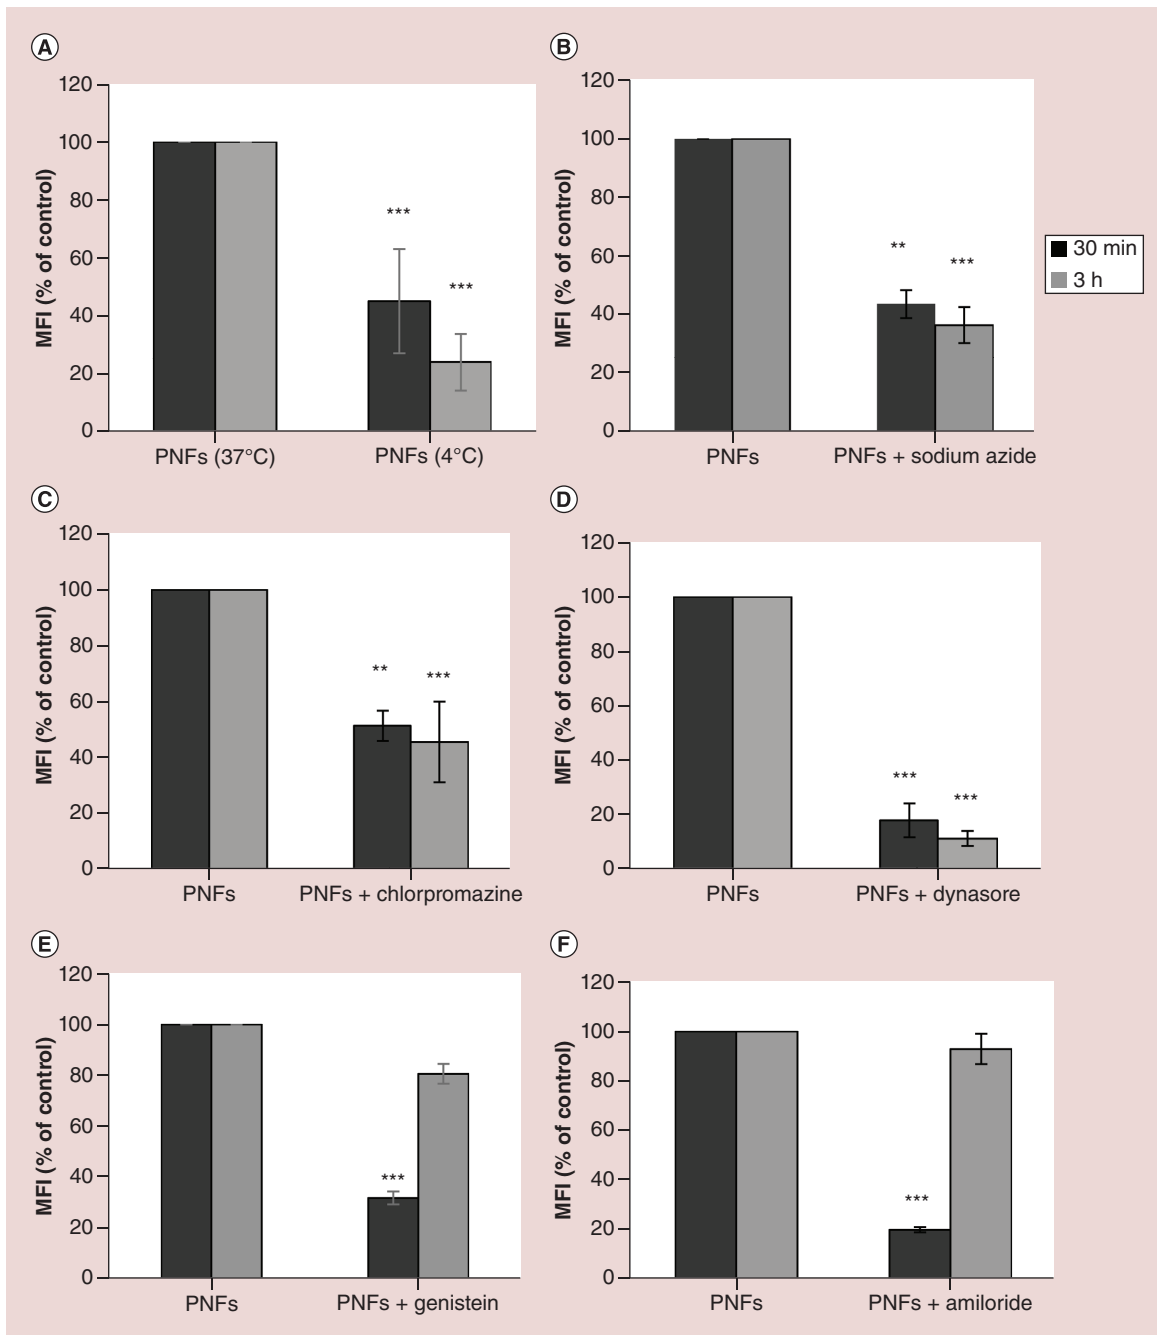 A
MFI (% of control)
120
100
80
60
40
20
0
***
***
PNFs (37°C)
PNFs (4°C)
B
MFI (% of control)
120
100
80
60
40
20
0
**
***
PNFs
PNFs + sodium azide
30 min
3 h
C
MFI (% of control)
120
100
80
60
40
20
0
**
***
PNFs
PNFs + chlorpromazine
D
MFI (% of control)
120
100
80
60
40
20
0
***
***
PNFs
PNFs + dynasore
E
MFI (% of control)
120
100
80
60
40
20
0
***
PNFs
PNFs + genistein
F
MFI (% of control)
120
100
80
60
40
20
0
***
PNFs
PNFs + amiloride